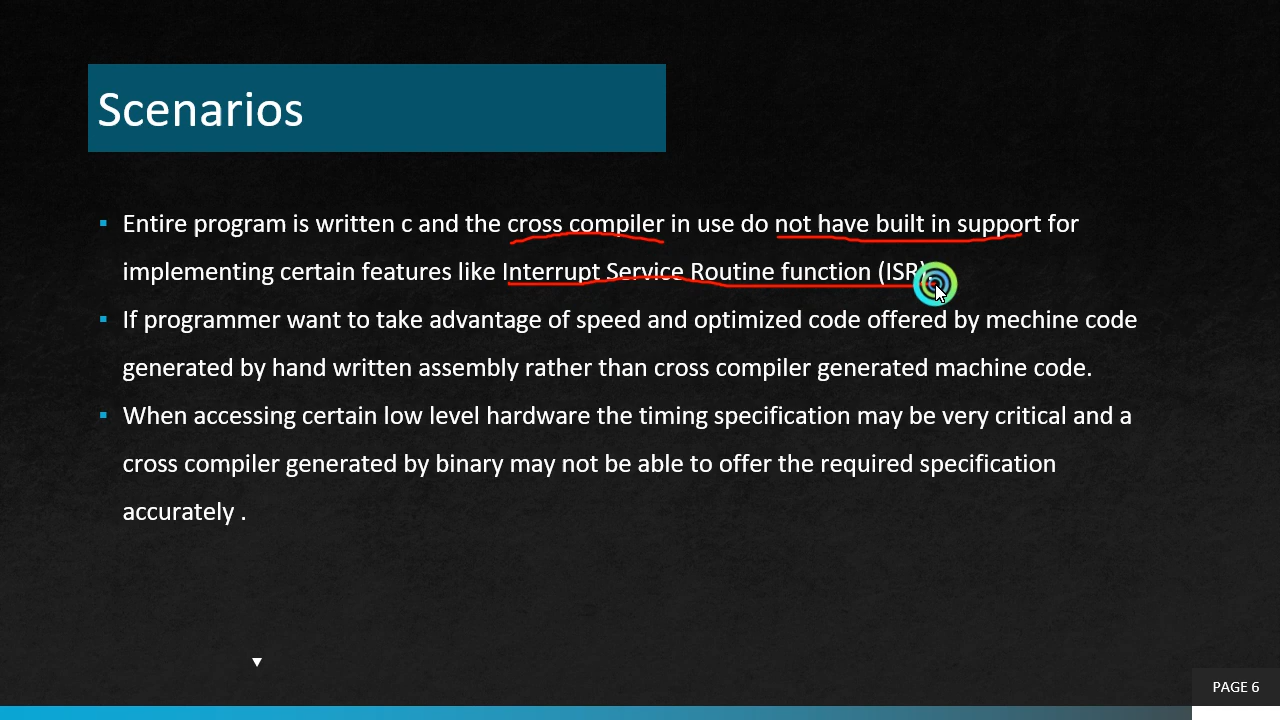 Scenarios
Entire program is written c and the cross compiler in use do not have built in support for
implementing certain features like Interrupt Service Routine function (ISR).
If programmer want to take advantage of speed and optimized code offered by mechine code
generated by hand written assembly rather than cross compiler generated machine code.
When accessing certain low level hardware the timing specification may be very critical and a
cross compiler generated by binary may not be able to offer the required specification
accurately .
PAGE 6